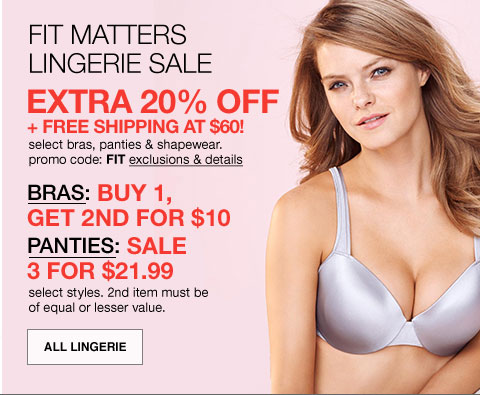 FIT MATTERS
LINGERIE SALE
EXTRA 20% OFF
+ FREE SHIPPING AT $60!
select bras, panties & shapewear.
promo code: FIT exclusions & details
BRAS: BUY 1,
GET 2ND FOR $10
PANTIES: SALE
3 FOR $21.99
select styles. 2nd item must be
of equal or lesser value.
ALL LINGERIE